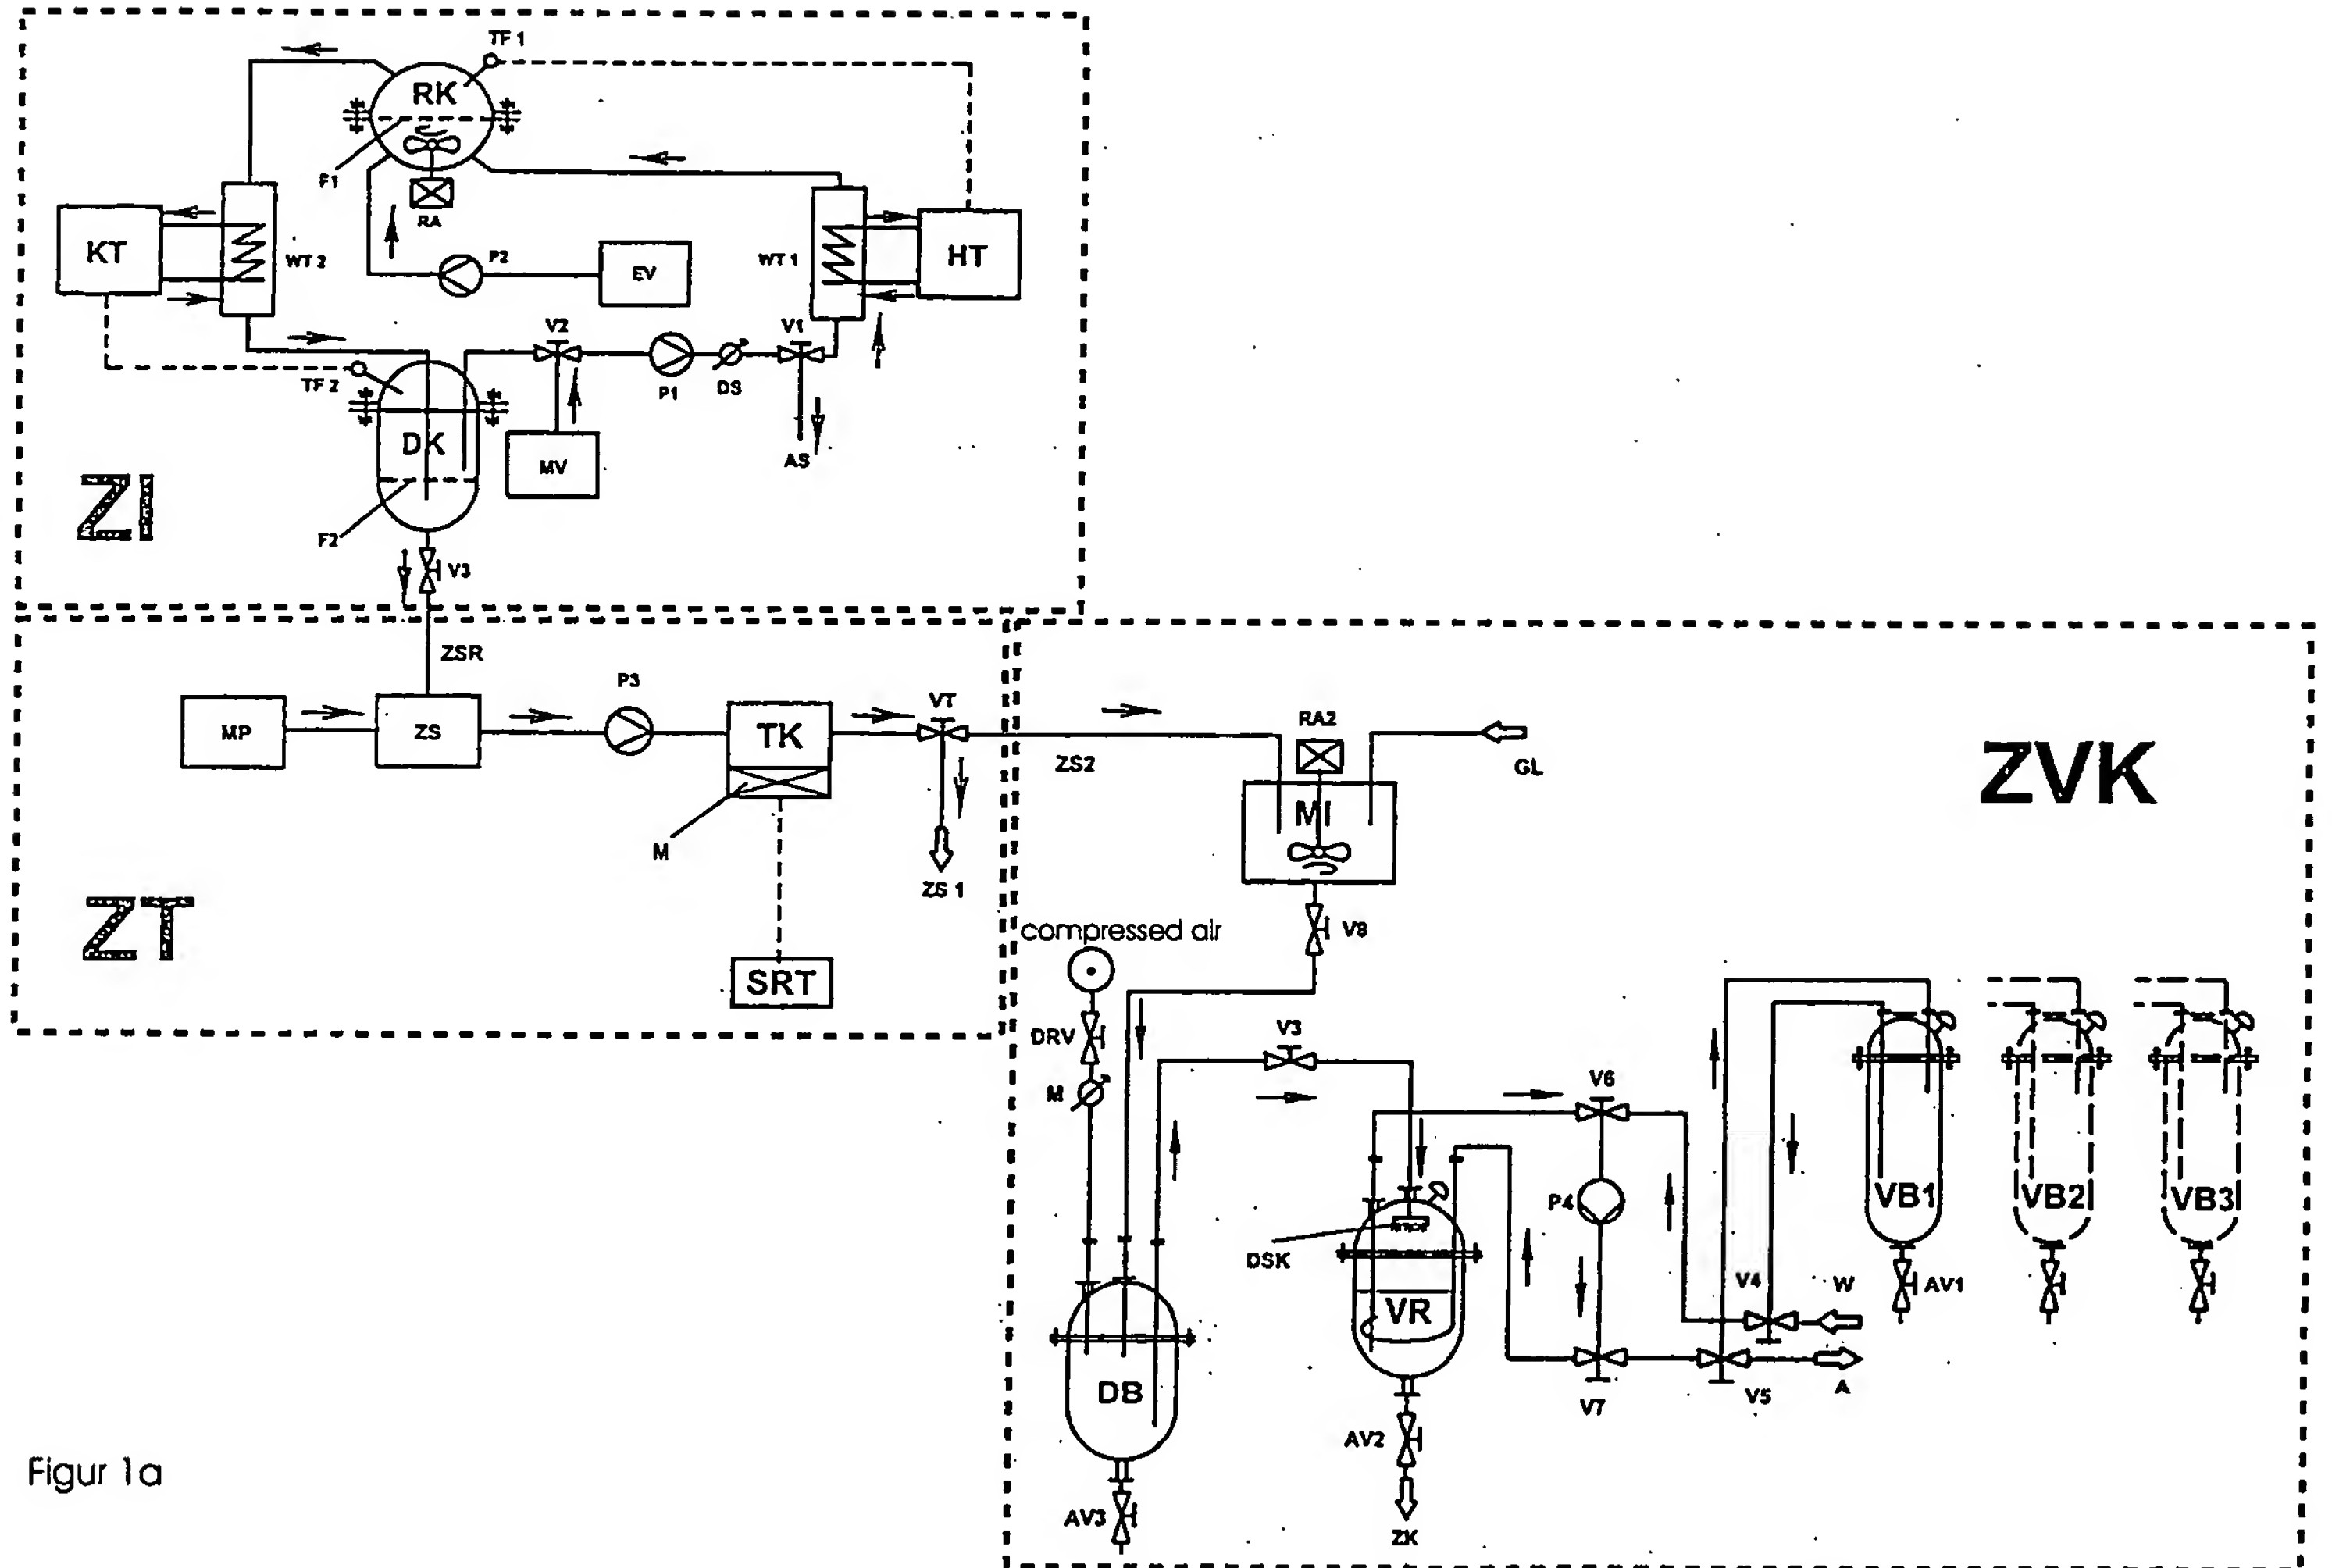 TF 1
RK
F1
RA
KT
WT 2
P2
EV
WT 1
HT
V2
V1
TF 2
P1
DS
DK
MV
AS
ZI
F2
V3
ZSR
P3
VT
MP
ZS
TK
ZS2
RA2
GL
ZVK
MI
M
ZS 1
ZT
V8
compressed air
SRT
DRV
V3
M
V6
P4
VB1
VB2
VB3
DSK
V4
W
AV1
VR
DB
V7
V5
A
AV2
Figur 1a
AV3
ZK